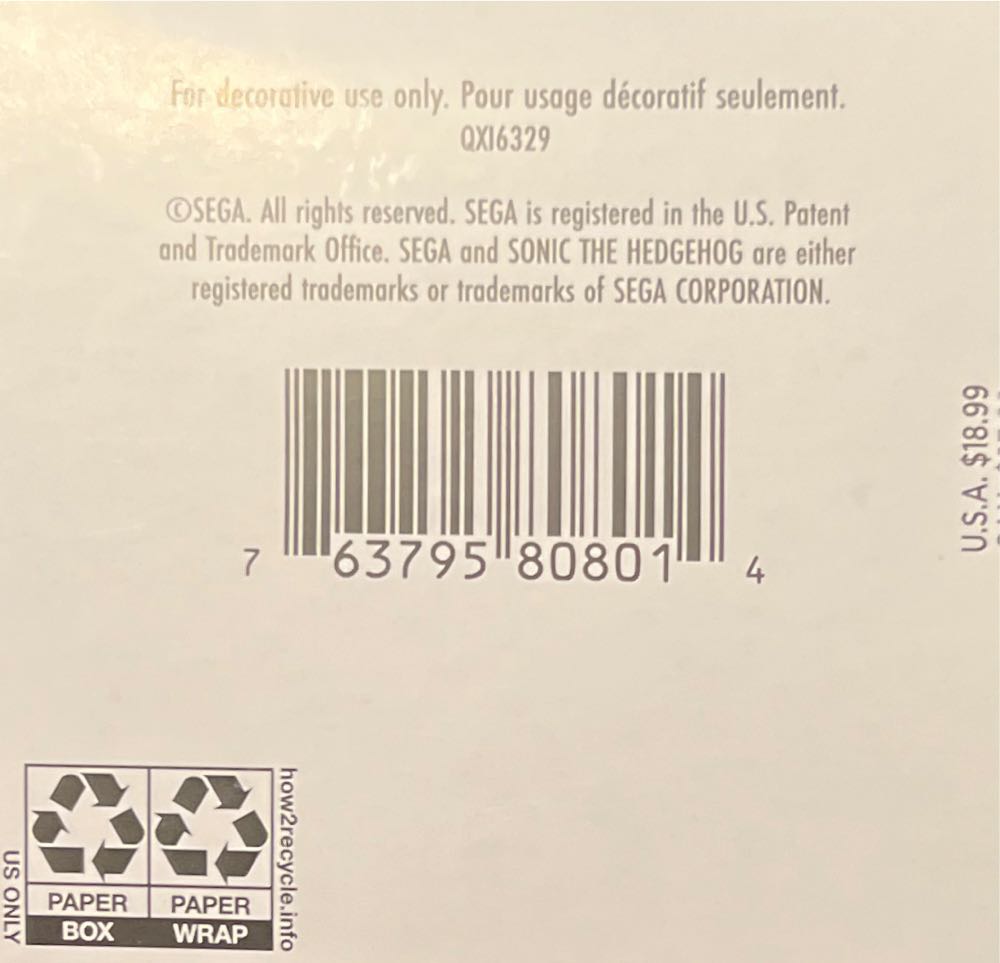 For decorative use only. Pour usage décoratif seulement.
QXI6329
©SEGA. All rights reserved. SEGA is registered in the U.S. Patent
and Trademark Office. SEGA and SONIC THE HEDGEHOG are either
registered trademarks or trademarks of SEGA CORPORATION.
7 63795 80801 4
U.S.A. $18.99
how2recycle.info
US ONLY
PAPER PAPER
BOX WRAP